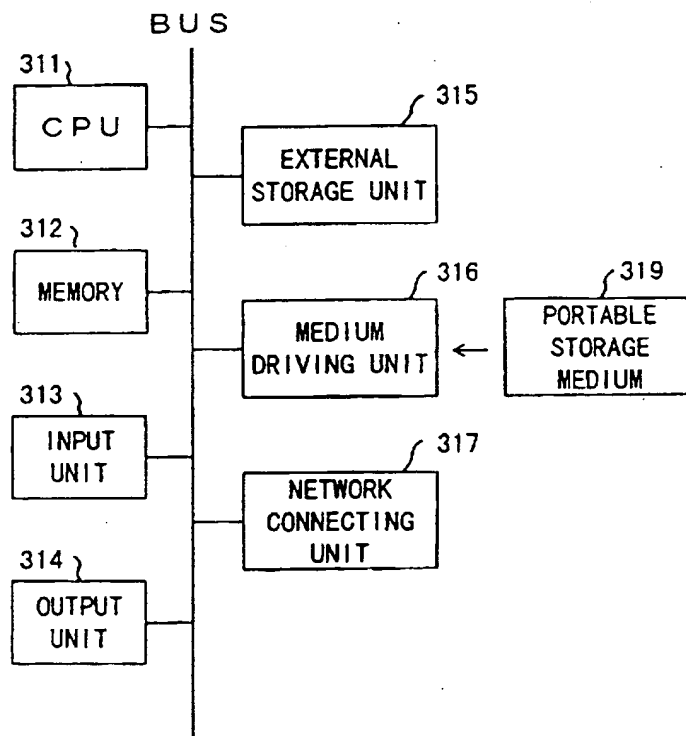 BUS
311
CPU
315
EXTERNAL
STORAGE UNIT
312
MEMORY
316
MEDIUM
DRIVING UNIT
319
PORTABLE
STORAGE
MEDIUM
313
INPUT
UNIT
317
NETWORK
CONNECTING
UNIT
314
OUTPUT
UNIT